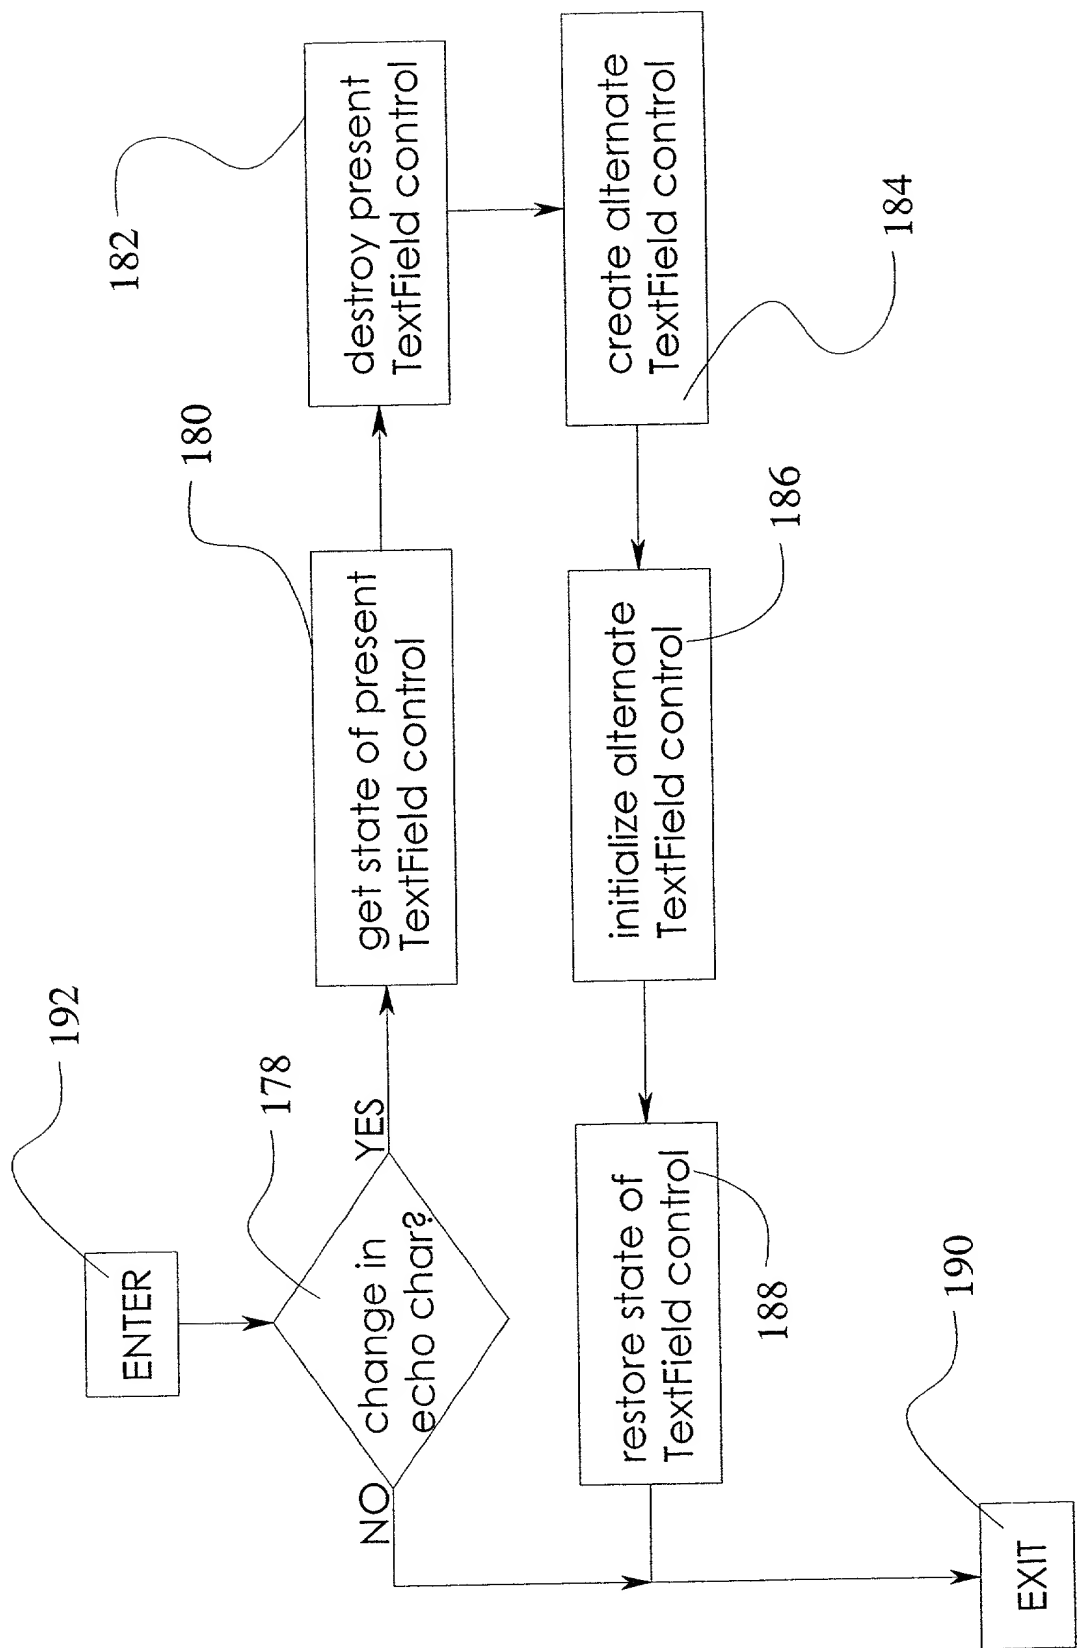 192
ENTER
178
change in
echo char?
YES
NO
180
get state of present
TextField control
182
destroy present
TextField control
184
create alternate
TextField control
186
initialize alternate
TextField control
188
restore state of
TextField control
190
EXIT